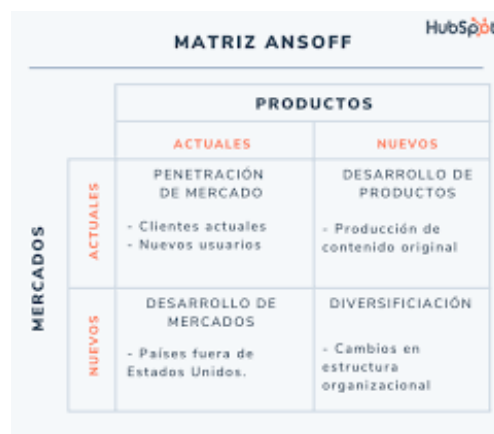 MATRIZ ANSOFF
HubSpot
PRODUCTOS
ACTUALES
NUEVOS
MERCADOS
ACTUALES
PENETRACIÓN
DE MERCADO
- Clientes actuales
- Nuevos usuarios
DESARROLLO DE
PRODUCTOS
- Producción de
contenido original
NUEVOS
DESARROLLO DE
MERCADOS
- Países fuera de
Estados Unidos.
DIVERSIFICIACIÓN
- Cambios en
estructura
organizacional